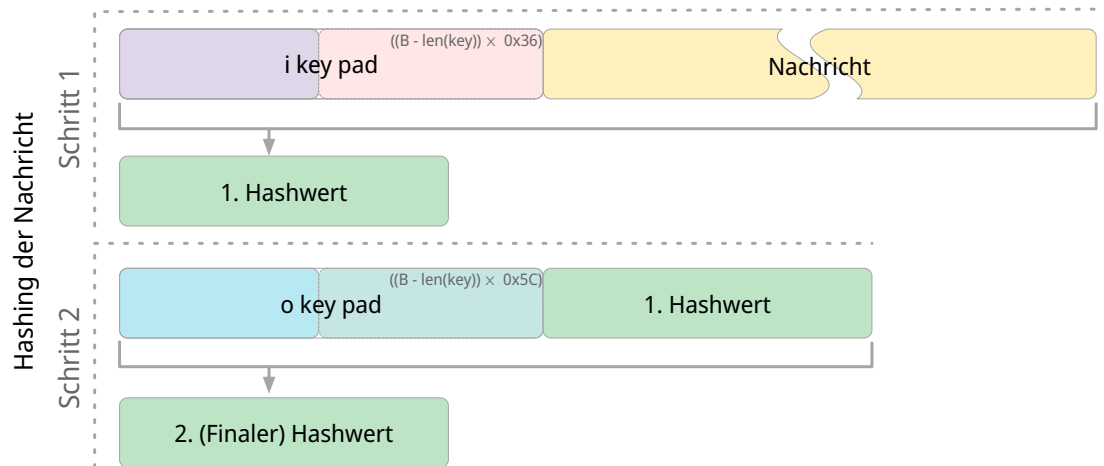 Hashing der Nachricht
Schritt 1
((B - len(key)) × 0x36)
i key pad
Nachricht
1. Hashwert
Schritt 2
((B - len(key)) × 0x5C)
o key pad
1. Hashwert
2. (Finaler) Hashwert